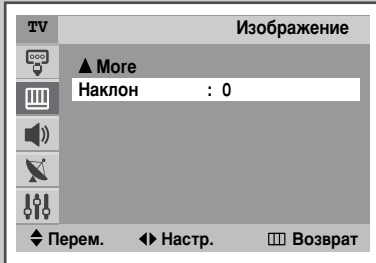 TV Изображение
▲ More
Наклон : 0
Перем. Настр. Возврат